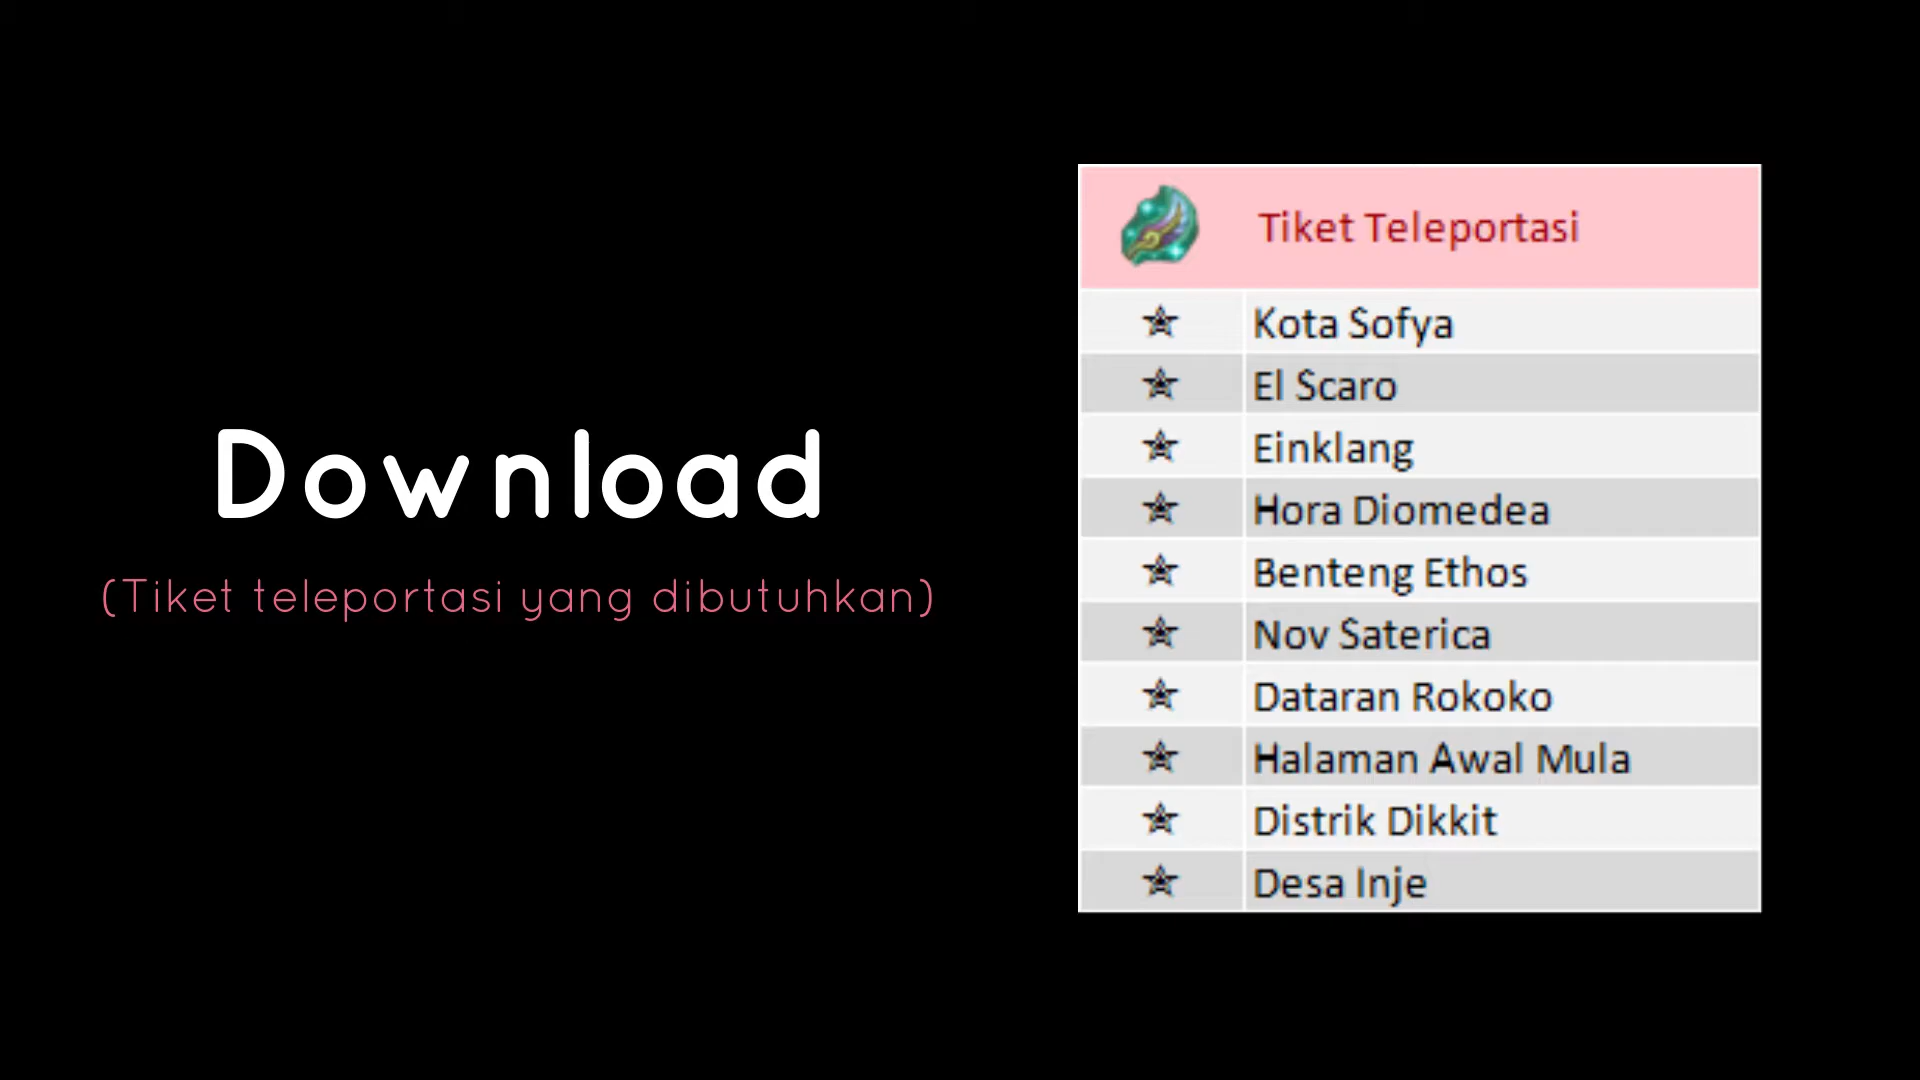 Download
(Tiket teleportasi yang dibutuhkan)
Tiket Teleportasi
Kota Sofya
El Scaro
Einklang
Hora Diomedea
Benteng Ethos
Nov Saterica
Dataran Rokoko
Halaman Awal Mula
Distrik Dikkit
Desa Inje